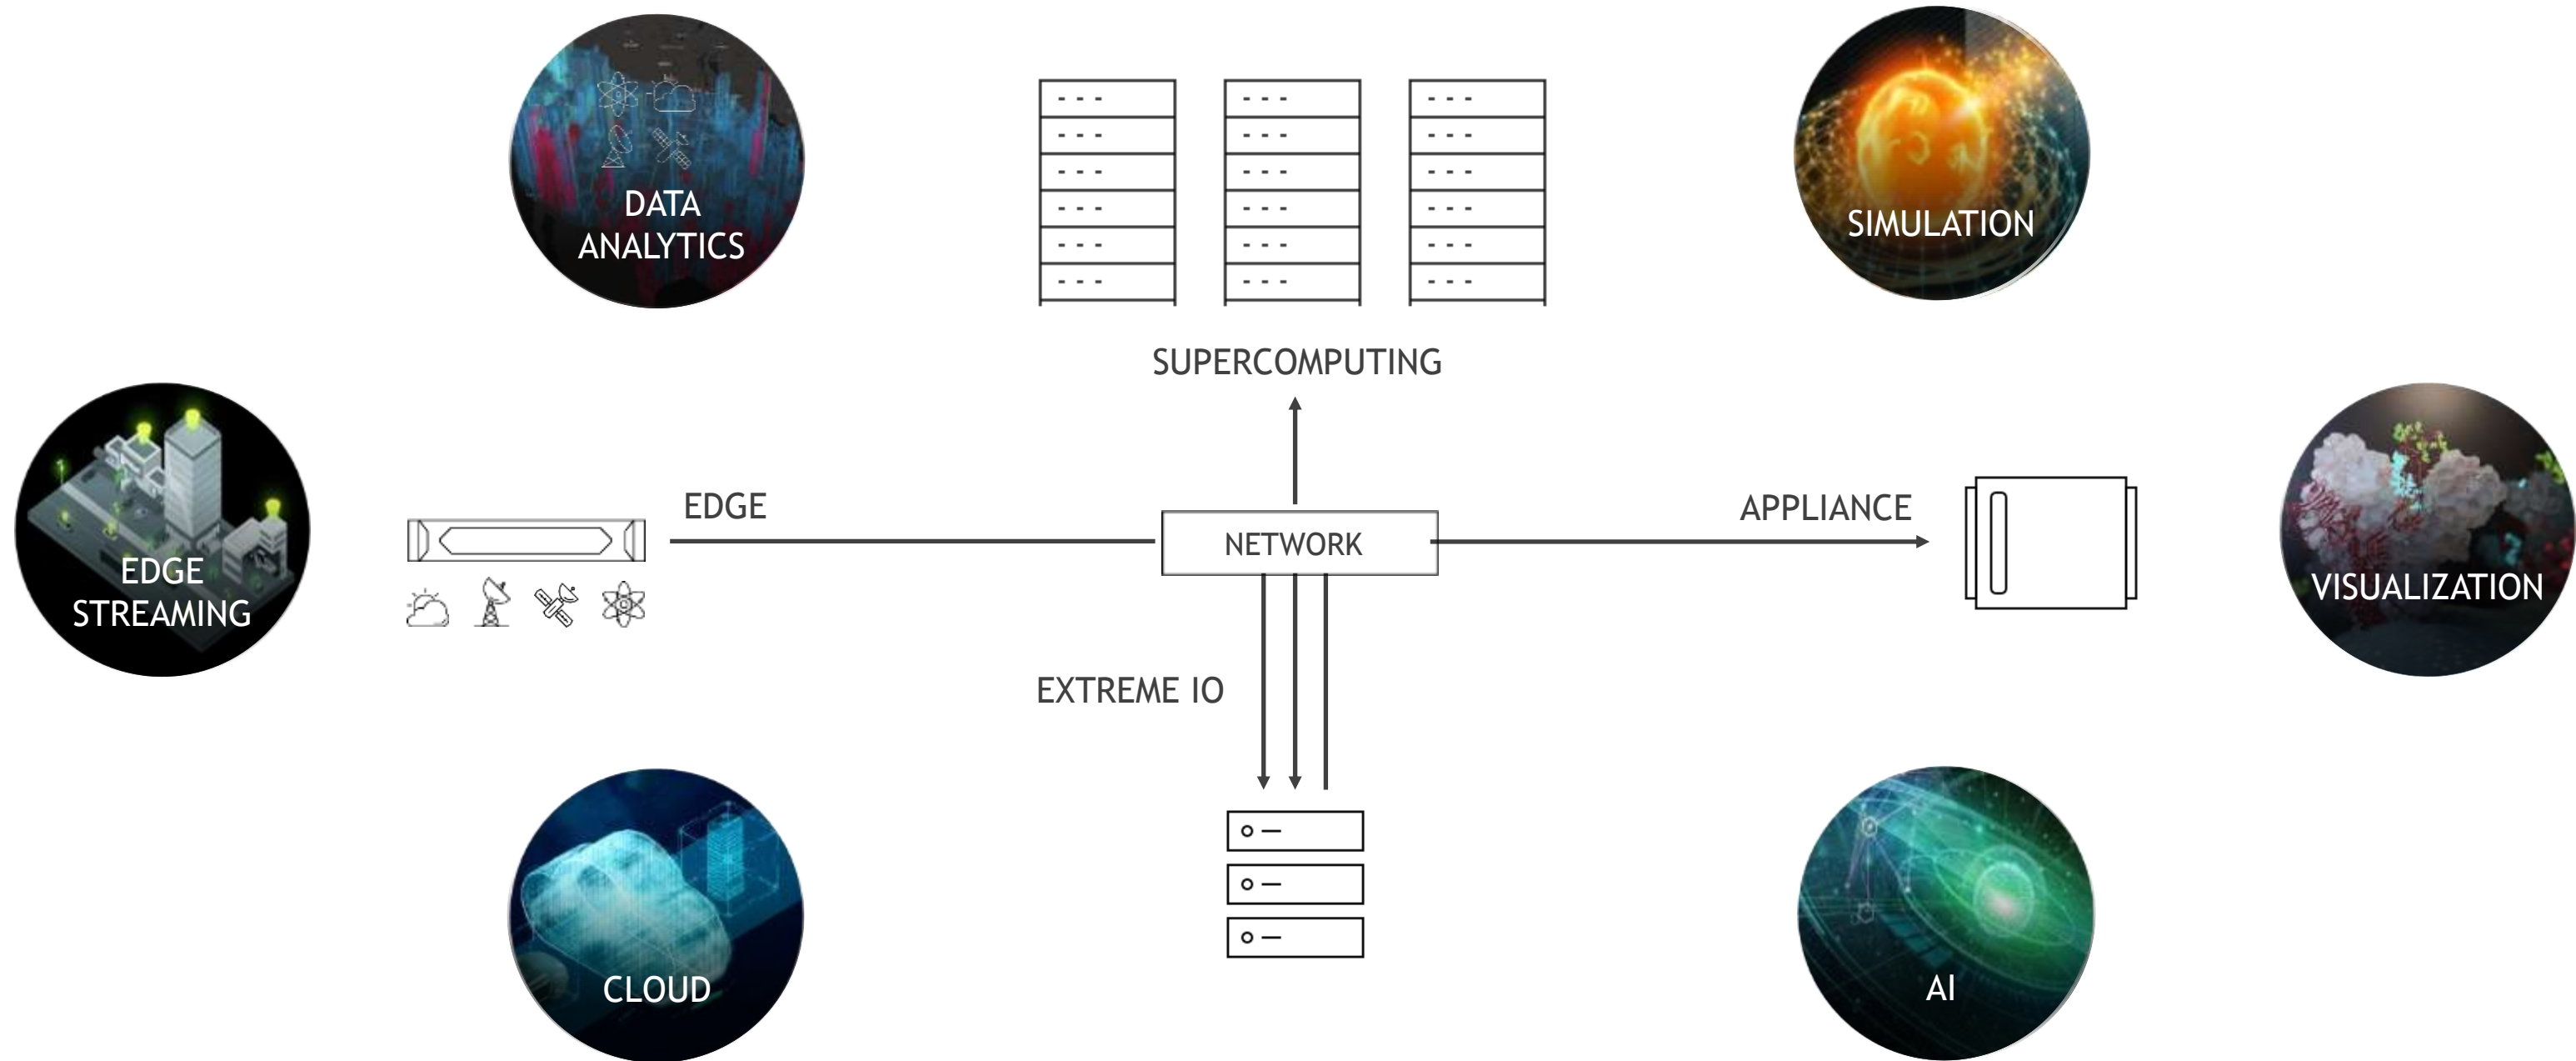 DATA
ANALYTICS
SIMULATION
SUPERCOMPUTING
EDGE
STREAMING
EDGE
NETWORK
APPLIANCE
VISUALIZATION
EXTREME IO
CLOUD
AI